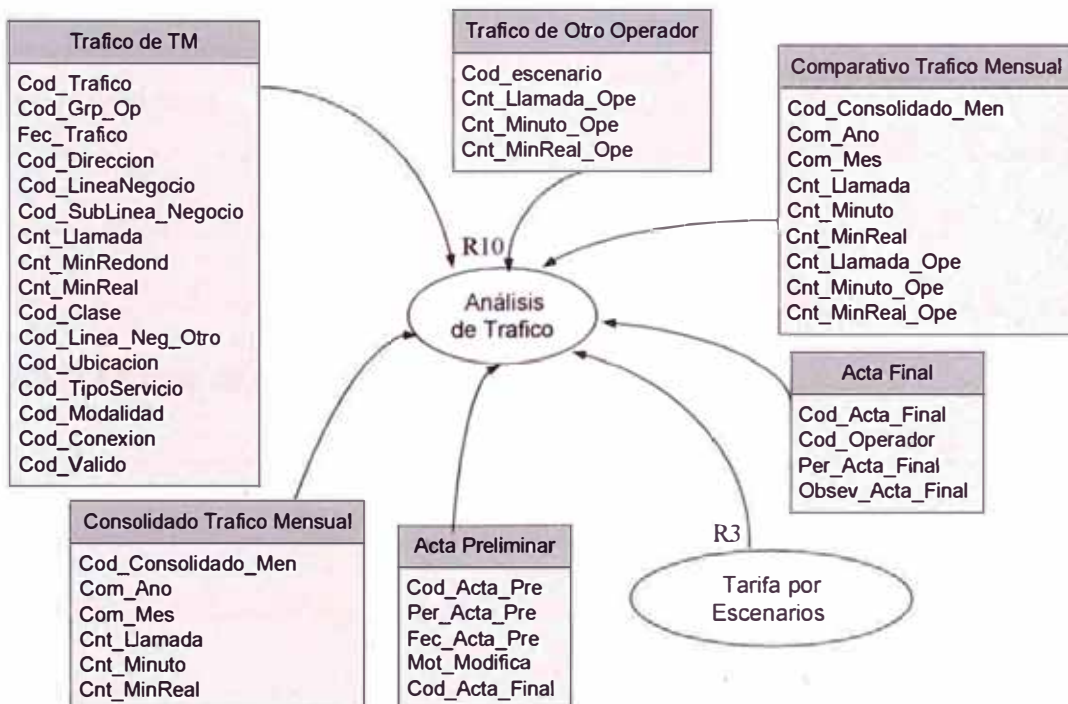 Trafico de TM
Cod_Trafico
Cod_Grp_Op
Fec_Trafico
Cod_Direccion
Cod_LineaNegocio
Cod_SubLinea_Negocio
Cnt_Llamada
Cnt_MinRedond
Cnt_MinReal
Cod_Clase
Cod_Linea_Neg_Otro
Cod_Ubicacion
Cod_TipoServicio
Cod_Modalidad
Cod_Conexion
Cod_Valido
Trafico de Otro Operador
Cod_escenario
Cnt_Llamada_Ope
Cnt_Minuto_Ope
Cnt_MinReal_Ope
Comparativo Trafico Mensual
Cod_Consolidado_Men
Com_Ano
Com_Mes
Cnt_Llamada
Cnt_Minuto
Cnt_MinReal
Cnt_Llamada_Ope
Cnt_Minuto_Ope
Cnt_MinReal_Ope
R10
Análisis
de Trafico
Acta Final
Cod_Acta_Final
Cod_Operador
Per_Acta_Final
Obsev_Acta_Final
Consolidado Trafico Mensual
Cod_Consolidado_Men
Com_Ano
Com_Mes
Cnt_Llamada
Cnt_Minuto
Cnt_MinReal
Acta Preliminar
Cod_Acta_Pre
Per_Acta_Pre
Fec_Acta_Pre
Mot_Modifica
Cod_Acta_Final
R3
Tarifa por
Escenarios